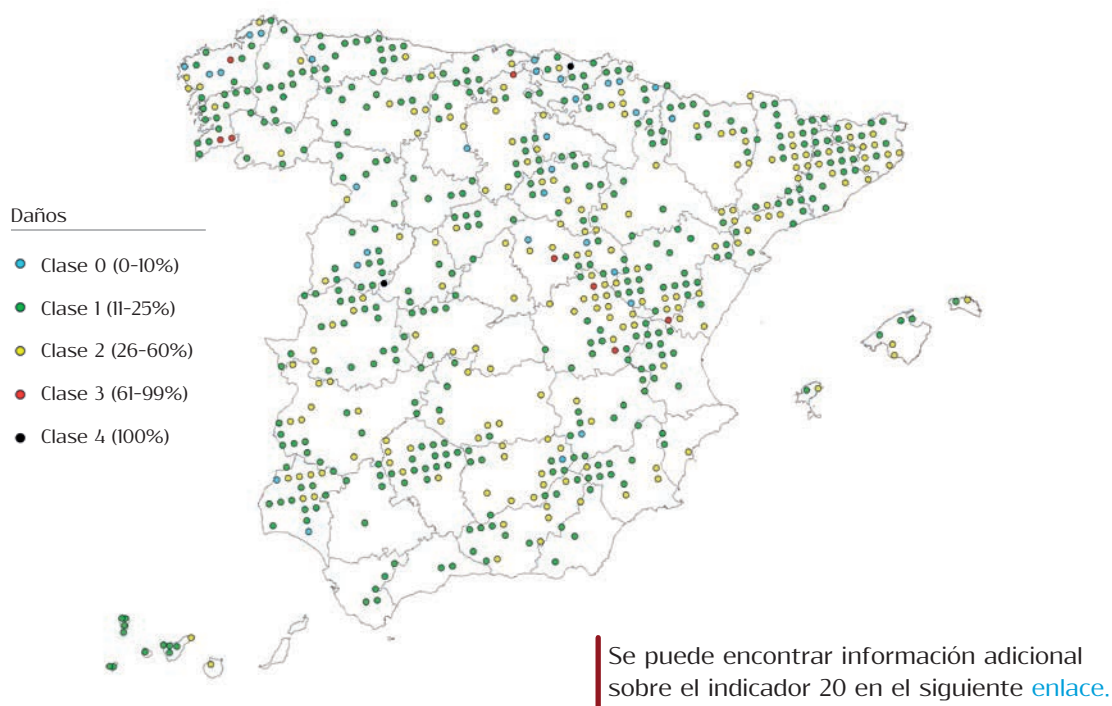 Daños
Clase 0 (0-10%)
Clase 1 (11-25%)
Clase 2 (26-60%)
Clase 3 (61-99%)
Clase 4 (100%)
Se puede encontrar información adicional
sobre el indicador 20 en el siguiente enlace.